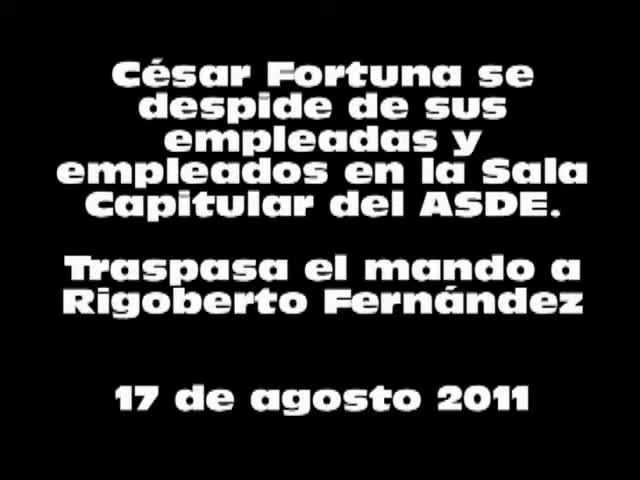 César Fortuna se
despide de sus
empleadas y
empleados en la Sala
Capitular del ASDE.
Traspasa el mando a
Rigoberto Fernández
17 de agosto 2011